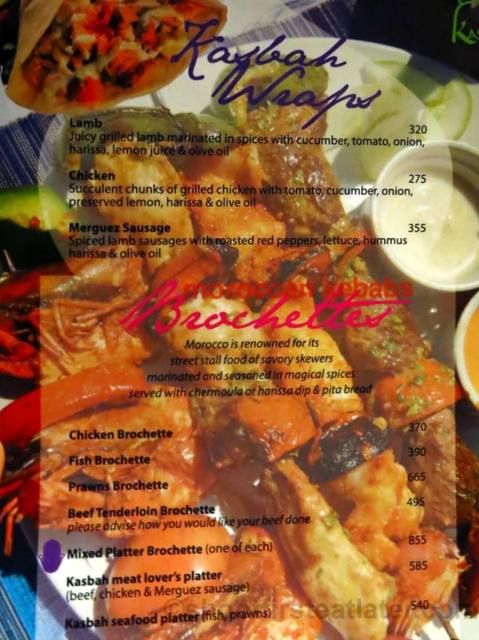 Kasbah
Wraps
Lamb 320
Juicy grilled lamb marinated in spices with cucumber, tomato, onion,
harissa, lemon juice & olive oil
Chicken 275
Succulent chunks of grilled chicken with tomato, cucumber, onion,
preserved lemon, harissa & olive oil
Merguez Sausage 355
Spiced lamb sausages with roasted red peppers, lettuce, hummus
harissa & olive oil
moroccan kebabs
Brochettes
Morocco is renowned for its
street stall food of savory skewers
marinated and seasoned in magical spices
served with chermoula or harissa dip & pita bread
Chicken Brochette 370
Fish Brochette 390
Prawns Brochette 665
Beef Tenderloin Brochette 495
please advise how you would like your beef done
Mixed Platter Brochette (one of each) 855
Kasbah meat lover's platter 585
(beef, chicken & Merguez sausage)
Kasbah seafood platter (fish, prawns) 540